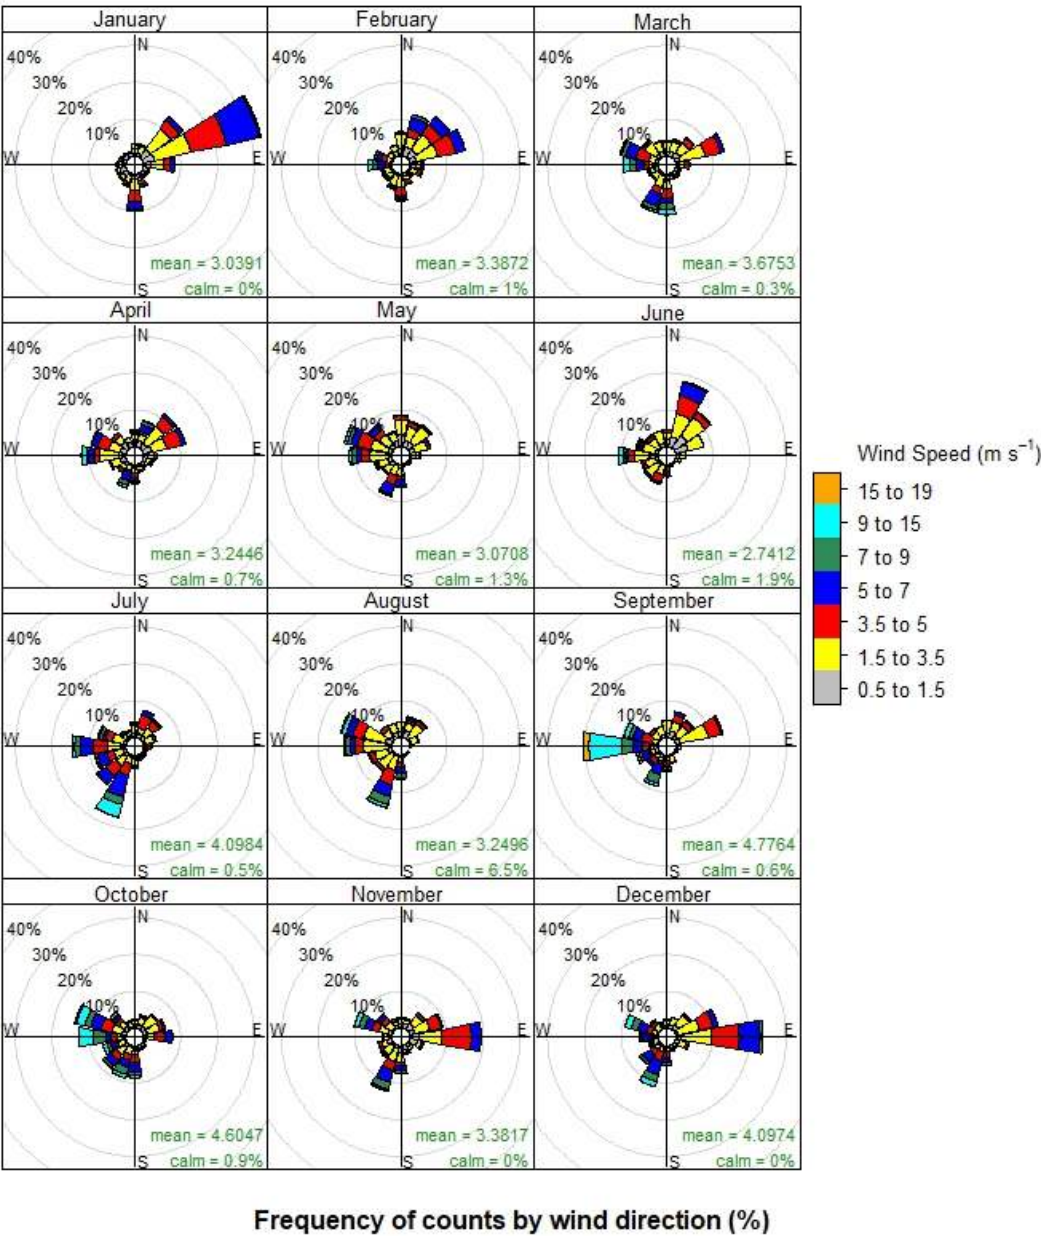 January
February
March
N
40%
30%
20%
10%
W
E
S
mean = 3.0391
calm = 0%
N
40%
30%
20%
10%
W
E
S
mean = 3.3872
calm = 1%
N
40%
30%
20%
10%
W
E
S
mean = 3.6753
calm = 0.3%
April
May
June
N
40%
30%
20%
10%
W
E
S
mean = 3.2446
calm = 0.7%
N
40%
30%
20%
10%
W
E
S
mean = 3.0708
calm = 1.3%
N
40%
30%
20%
10%
W
E
S
mean = 2.7412
calm = 1.9%
July
August
September
N
40%
30%
20%
10%
W
E
S
mean = 4.0984
calm = 0.5%
N
40%
30%
20%
10%
W
E
S
mean = 3.2496
calm = 6.5%
N
40%
30%
20%
10%
W
E
S
mean = 4.7764
calm = 0.6%
October
November
December
N
40%
30%
20%
10%
W
E
S
mean = 4.6047
calm = 0.9%
N
40%
30%
20%
10%
W
E
S
mean = 3.3817
calm = 0%
N
40%
30%
20%
10%
W
E
S
mean = 4.0974
calm = 0%
Wind Speed (m s⁻¹)
15 to 19
9 to 15
7 to 9
5 to 7
3.5 to 5
1.5 to 3.5
0.5 to 1.5
Frequency of counts by wind direction (%)